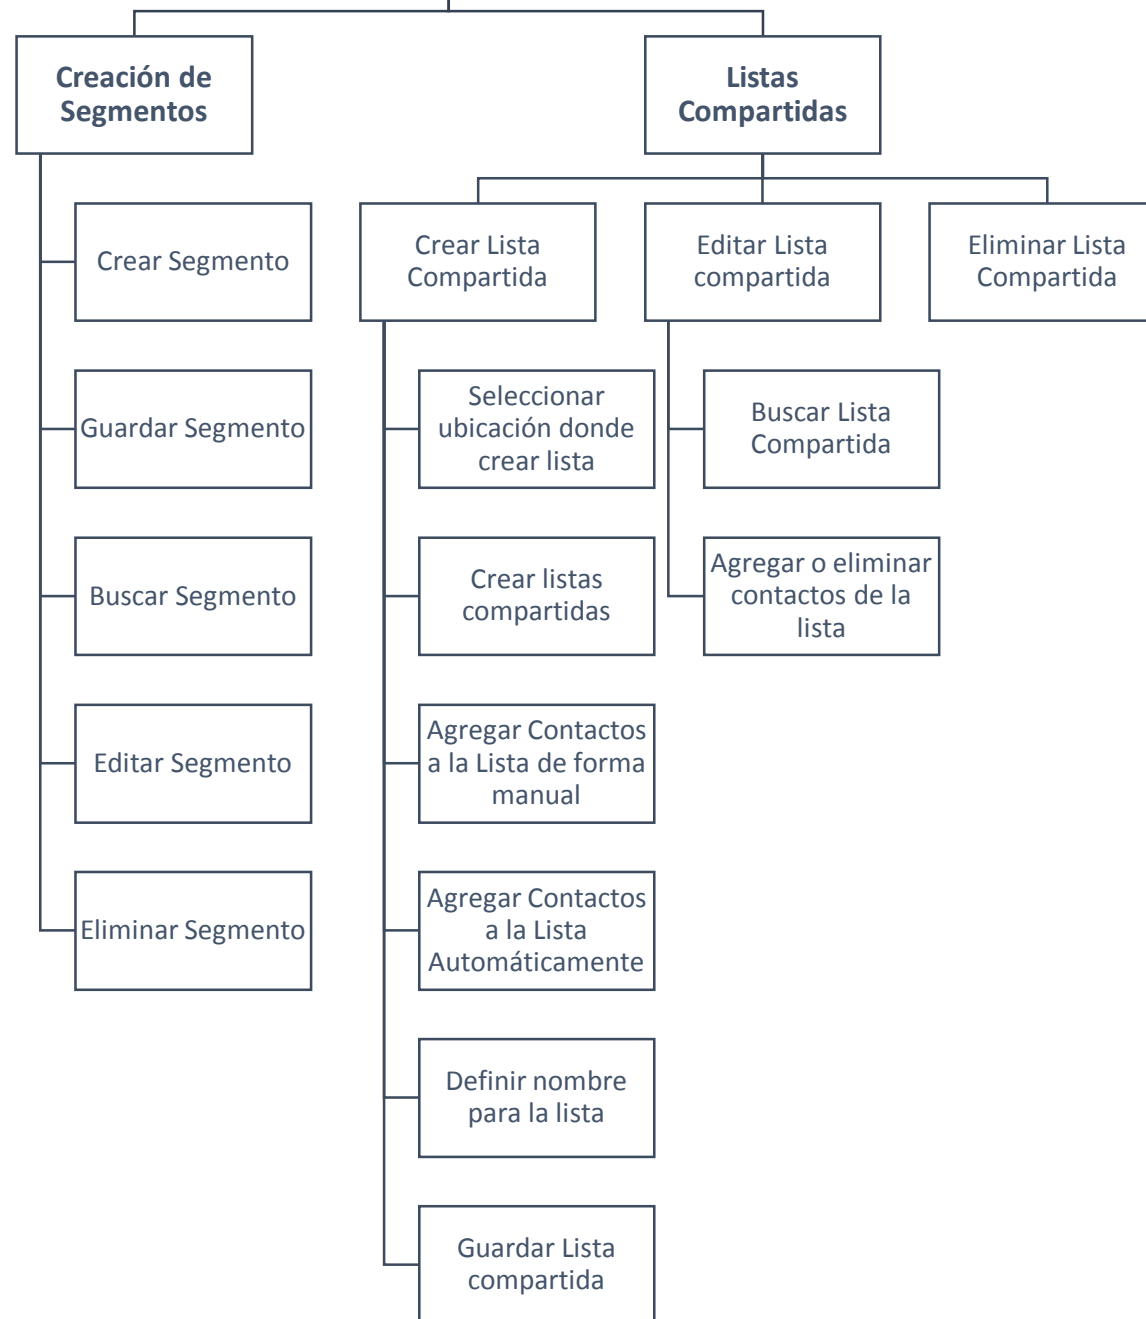 Creación de
Segmentos
Listas
Compartidas
Crear Segmento
Crear Lista
Compartida
Editar Lista
compartida
Eliminar Lista
Compartida
Guardar Segmento
Seleccionar
ubicación donde
crear lista
Buscar Lista
Compartida
Buscar Segmento
Crear listas
compartidas
Agregar o eliminar
contactos de la
lista
Editar Segmento
Agregar Contactos
a la Lista de forma
manual
Eliminar Segmento
Agregar Contactos
a la Lista
Automáticamente
Definir nombre
para la lista
Guardar Lista
compartida